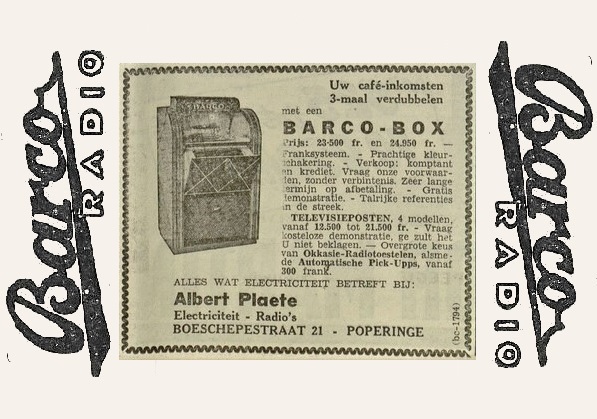 Barco
RADIO
Uw café-inkomsten
3-maal verdubbelen
met een
BARCO-BOX
Prijs: 23·500 fr. en 24.950 fr. —
Franksysteem. - Prachtige kleur-
schakering. - Verkoop: komptant
en krediet. Vraag onze voorwaar-
den, zonder verbintenis. Zeer lange
termijn op afbetaling. - Gratis
demonstratie. - Talrijke referenties
in de streek.
TELEVISIEPOSTEN, 4 modellen,
vanaf 12.500 tot 21.500 fr. - Vraag
kosteloze demonstratie, ge zult het
U niet beklagen. — Overgrote keus
van Okkasie-Radiotoestelen, alsme-
de Automatische Pick-Upps, vanaf
300 frank.
BARCO
ALLES WAT ELECTRICITEIT BETREFT BIJ:
Albert Plaete
Electriciteit - Radio's
BOESCHEPESTRAAT 21 - POPERINGE
(bc-1794)
Barco
RADIO